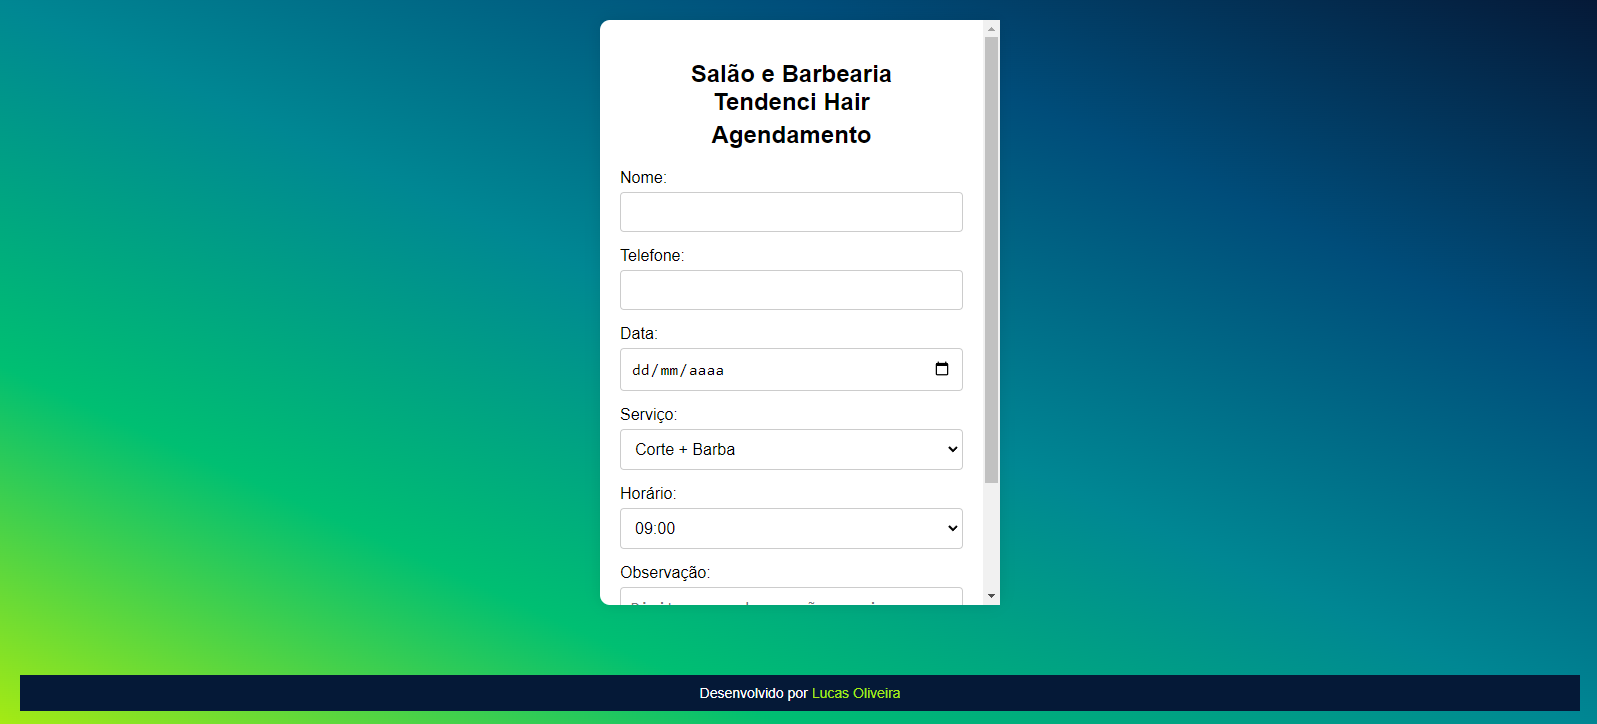 Salão e Barbearia
Tendenci Hair
Agendamento
Nome:
Telefone:
Data:
dd/mm/aaaa
Serviço:
Corte + Barba
Horário:
09:00
Observação:
Desenvolvido por Lucas Oliveira